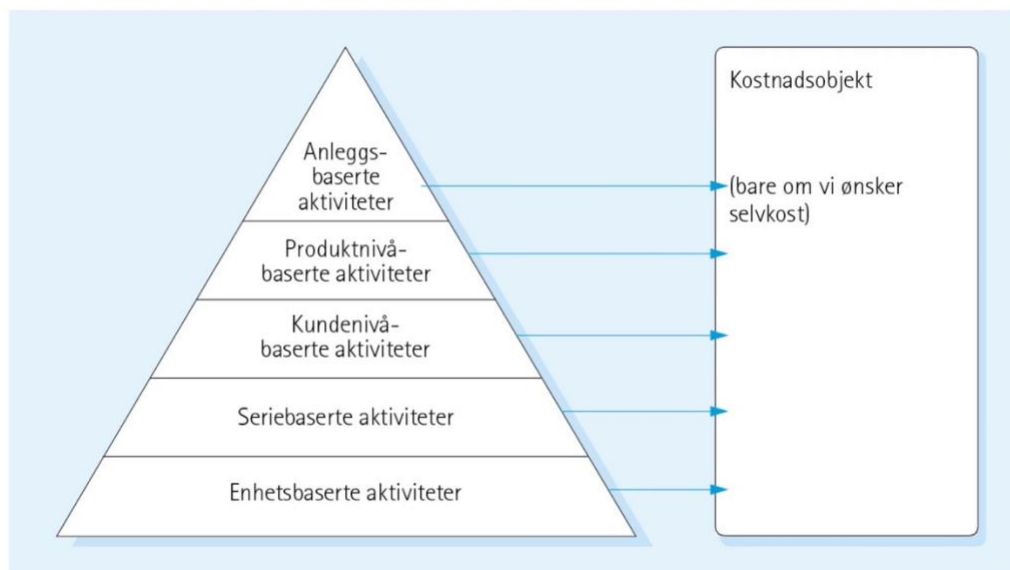 Anleggs-
baserte
aktiviteter
Produktnivå-
baserte aktiviteter
Kundenivå-
baserte aktiviteter
Seriebaserte aktiviteter
Enhetsbaserte aktiviteter
Kostnadsobjekt
(bare om vi ønsker
selvkost)